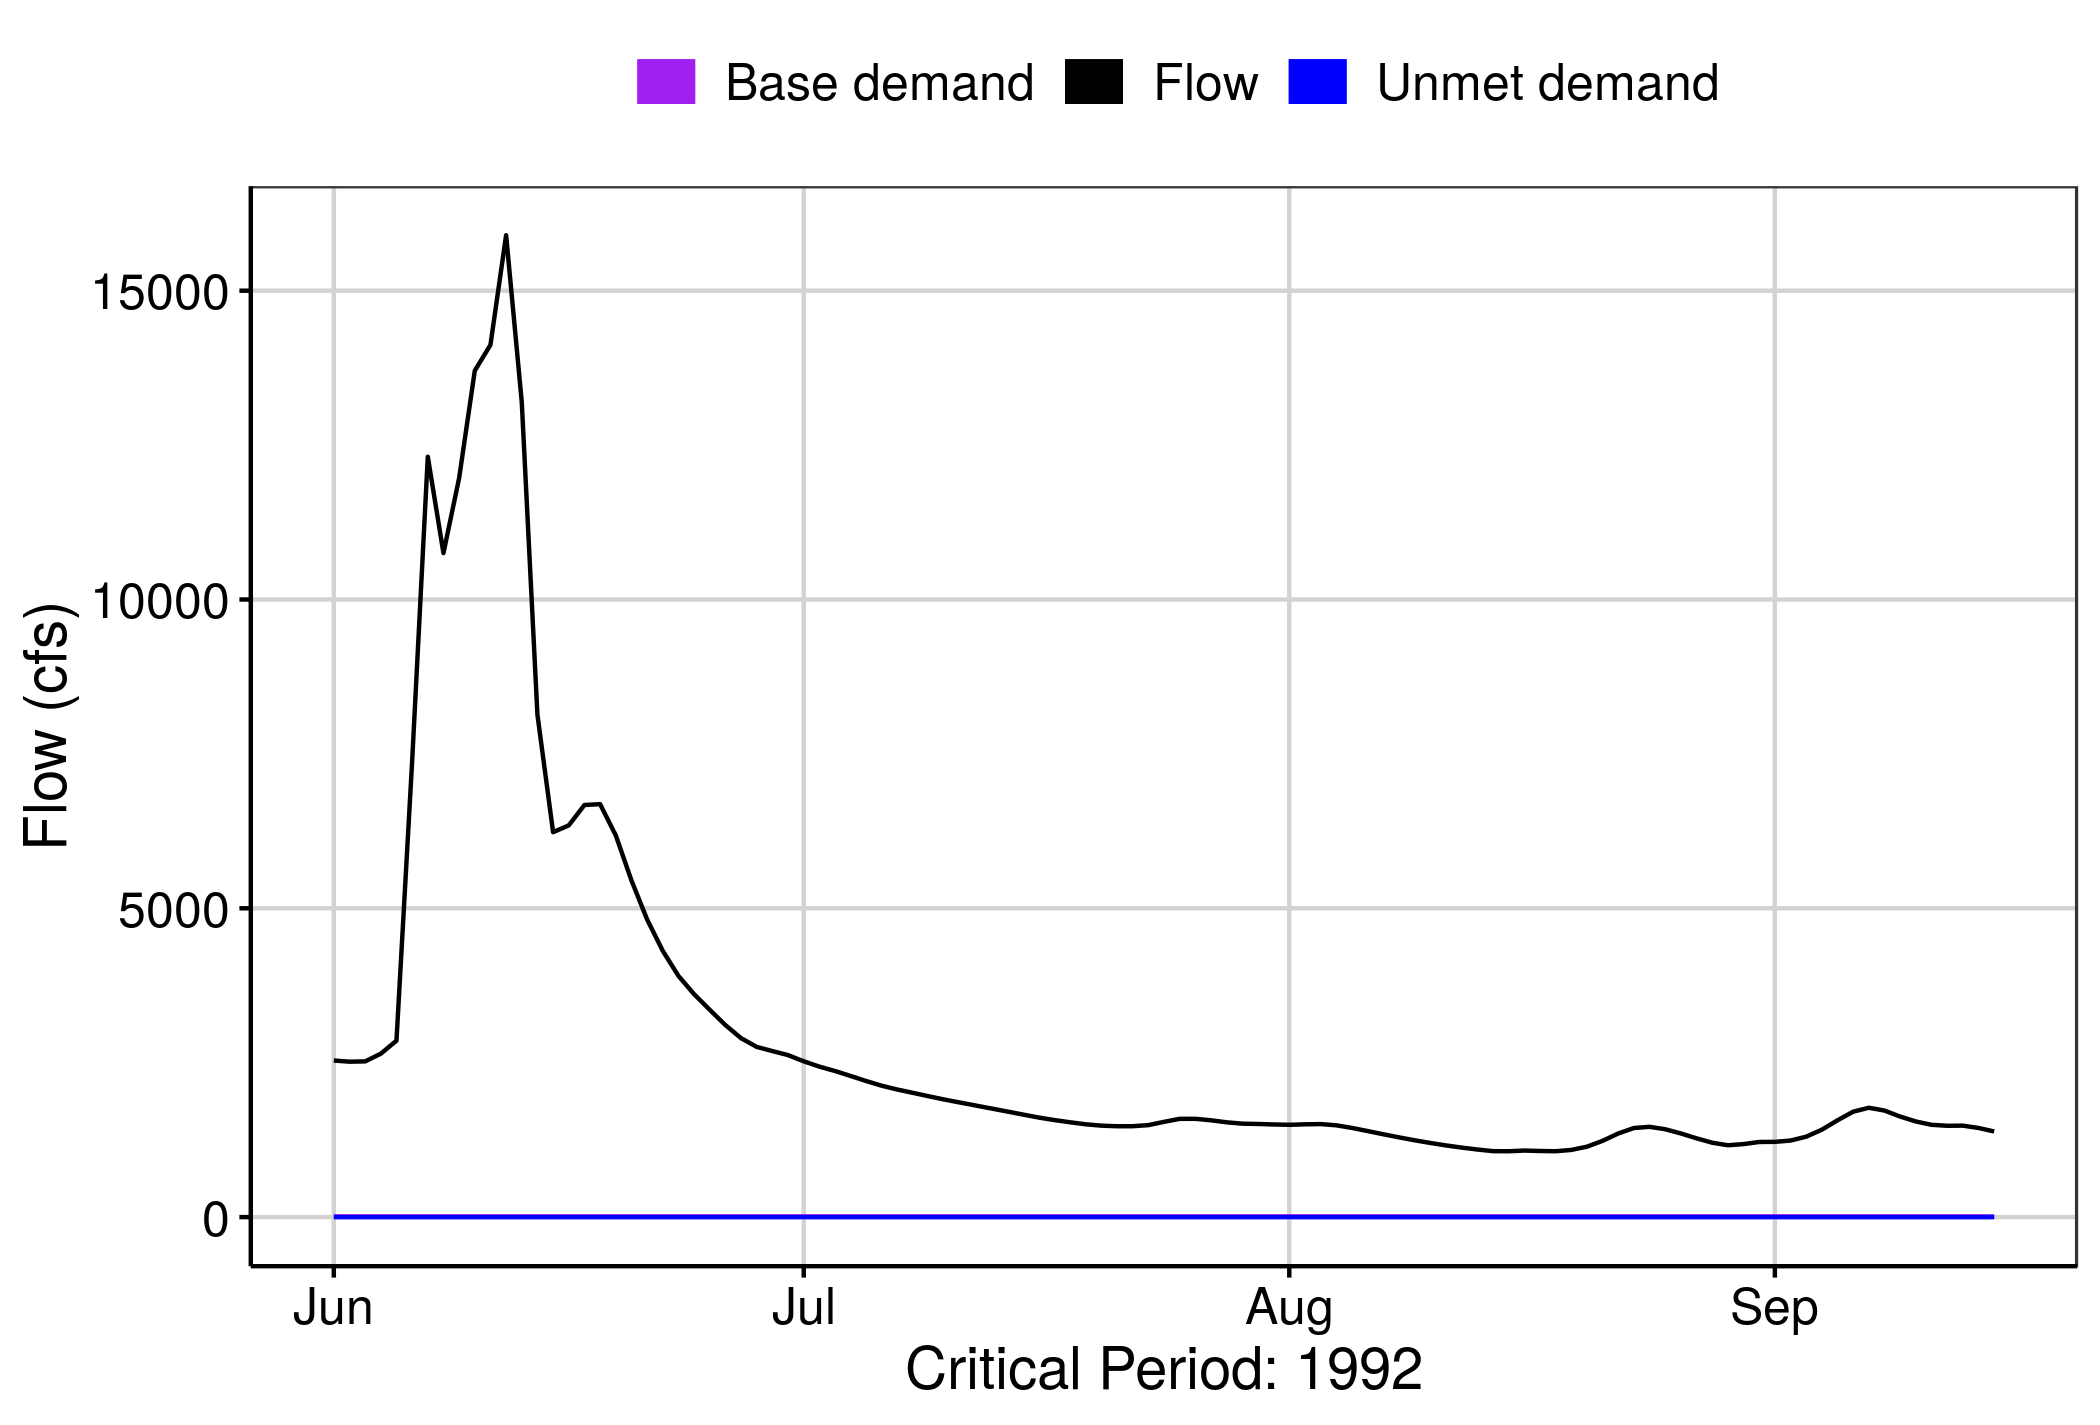 Base demand Flow Unmet demand
15000
10000
5000
0
Flow (cfs)
Jun Jul Aug Sep
Critical Period: 1992